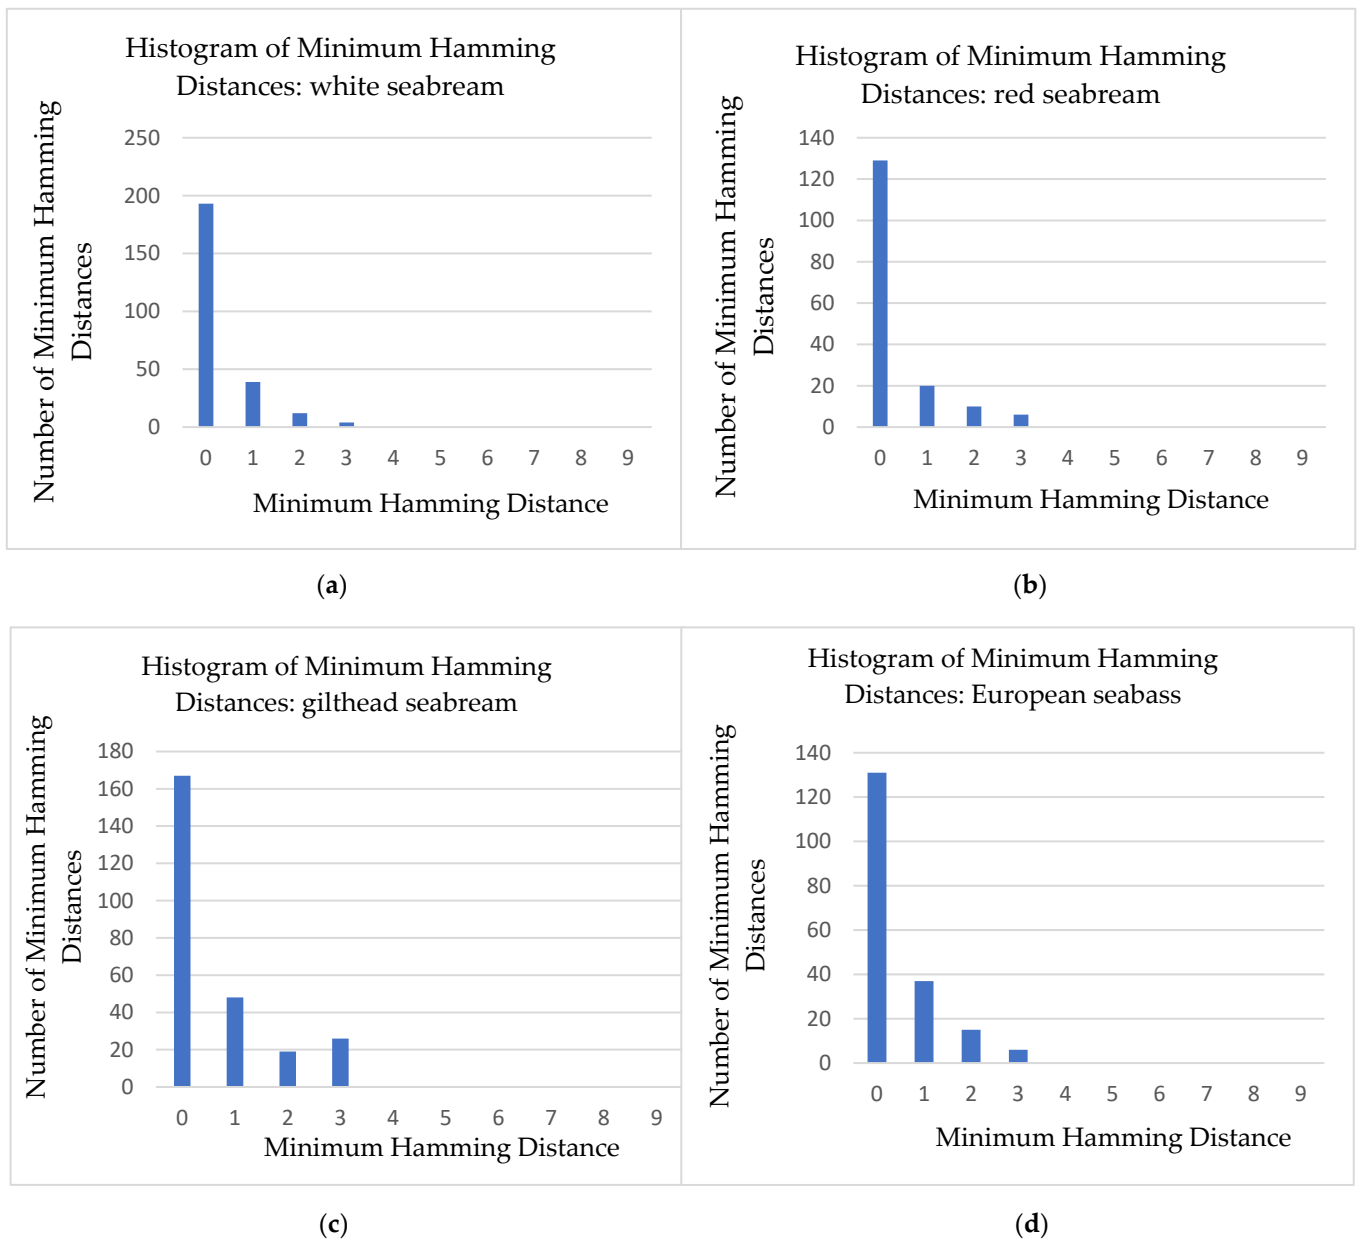 Histogram of Minimum Hamming
Distances: white seabream
Number of Minimum Hamming
Distances
250
200
150
100
50
0
0 1 2 3 4 5 6 7 8 9
Minimum Hamming Distance
(a)
Histogram of Minimum Hamming
Distances: red seabream
Number of Minimum Hamming
Distances
140
120
100
80
60
40
20
0
0 1 2 3 4 5 6 7 8 9
Minimum Hamming Distance
(b)
Histogram of Minimum Hamming
Distances: gilthead seabream
Number of Minimum Hamming
Distances
180
160
140
120
100
80
60
40
20
0
0 1 2 3 4 5 6 7 8 9
Minimum Hamming Distance
(c)
Histogram of Minimum Hamming
Distances: European seabass
Number of Minimum Hamming
Distances
140
120
100
80
60
40
20
0
0 1 2 3 4 5 6 7 8 9
Minimum Hamming Distance
(d)